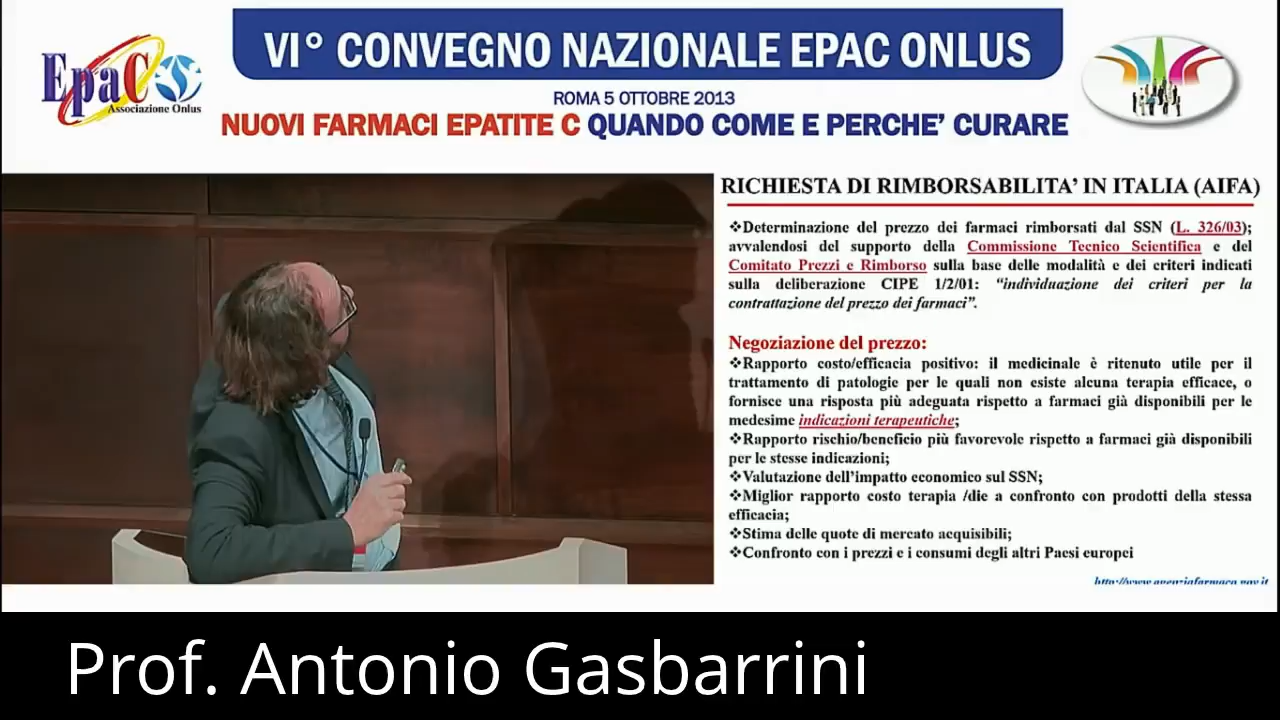 VI° CONVEGNO NAZIONALE EPAC ONLUS
EpaC
Associazione Onlus
ROMA 5 OTTOBRE 2013
NUOVI FARMACI EPATITE C QUANDO COME E PERCHE' CURARE
RICHIESTA DI RIMBORSABILITA' IN ITALIA (AIFA)
❖Determinazione del prezzo dei farmaci rimborsati dal SSN (L. 326/03);
avvalendosi del supporto della Commissione Tecnico Scientifica e del
Comitato Prezzi e Rimborso sulla base delle modalità e dei criteri indicati
sulla deliberazione CIPE 1/2/01: "individuazione dei criteri per la
contrattazione del prezzo dei farmaci".
Negoziazione del prezzo:
❖Rapporto costo/efficacia positivo: il medicinale è ritenuto utile per il
trattamento di patologie per le quali non esiste alcuna terapia efficace, o
fornisce una risposta più adeguata rispetto a farmaci già disponibili per le
medesime indicazioni terapeutiche;
❖Rapporto rischio/beneficio più favorevole rispetto a farmaci già disponibili
per le stesse indicazioni;
❖Valutazione dell'impatto economico sul SSN;
❖Miglior rapporto costo terapia /die a confronto con prodotti della stessa
efficacia;
❖Stima delle quote di mercato acquisibili;
❖Confronto con i prezzi e i consumi degli altri Paesi europei
http://www.agenziafarmaco.gov.it
Prof. Antonio Gasbarrini